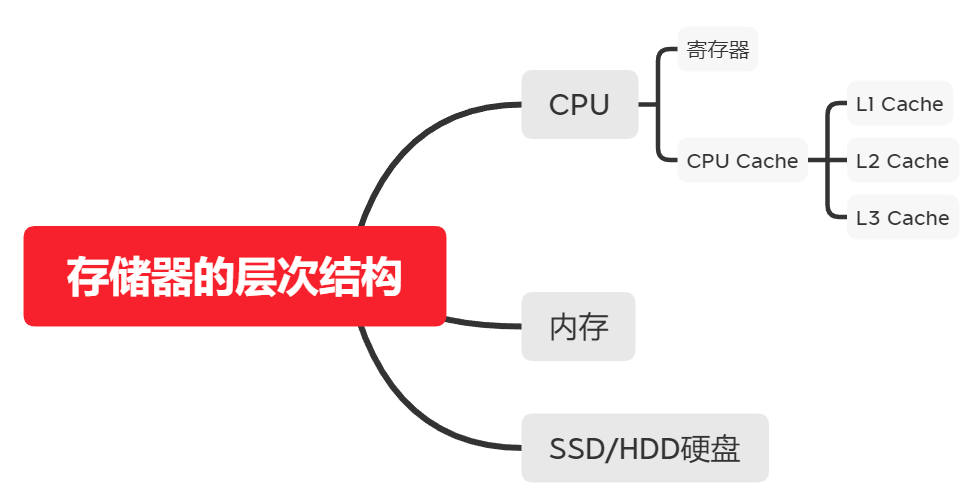 存储器的层次结构
CPU
寄存器
CPU Cache
L1 Cache
L2 Cache
L3 Cache
内存
SSD/HDD硬盘